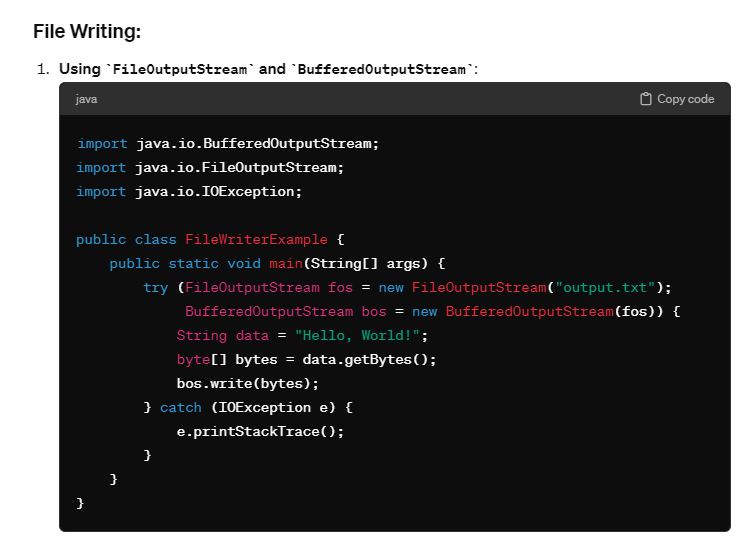 File Writing:
1. Using `FileOutputStream` and `BufferedOutputStream`:
java
Copy code
import java.io.BufferedOutputStream;
import java.io.FileOutputStream;
import java.io.IOException;
public class FileWriterExample {
    public static void main(String[] args) {
        try (FileOutputStream fos = new FileOutputStream("output.txt");
             BufferedOutputStream bos = new BufferedOutputStream(fos)) {
            String data = "Hello, World!";
            byte[] bytes = data.getBytes();
            bos.write(bytes);
        } catch (IOException e) {
            e.printStackTrace();
        }
    }
}